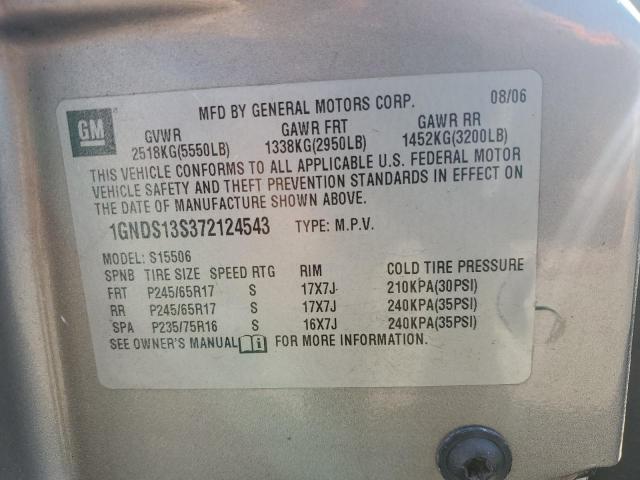 GM
MFD BY GENERAL MOTORS CORP. 08/06
GVWR GAWR FRT GAWR RR
2518KG(5550LB) 1338KG(2950LB) 1452KG(3200LB)
THIS VEHICLE CONFORMS TO ALL APPLICABLE U.S. FEDERAL MOTOR
VEHICLE SAFETY AND THEFT PREVENTION STANDARDS IN EFFECT ON
THE DATE OF MANUFACTURE SHOWN ABOVE.
1GNDS13S372124543 TYPE: M.P.V.
MODEL: S15506
SPNB TIRE SIZE SPEED RTG RIM COLD TIRE PRESSURE
FRT P245/65R17 S 17X7J 210KPA(30PSI)
RR P245/65R17 S 17X7J 240KPA(35PSI)
SPA P235/75R16 S 16X7J 240KPA(35PSI)
SEE OWNER'S MANUAL i FOR MORE INFORMATION.